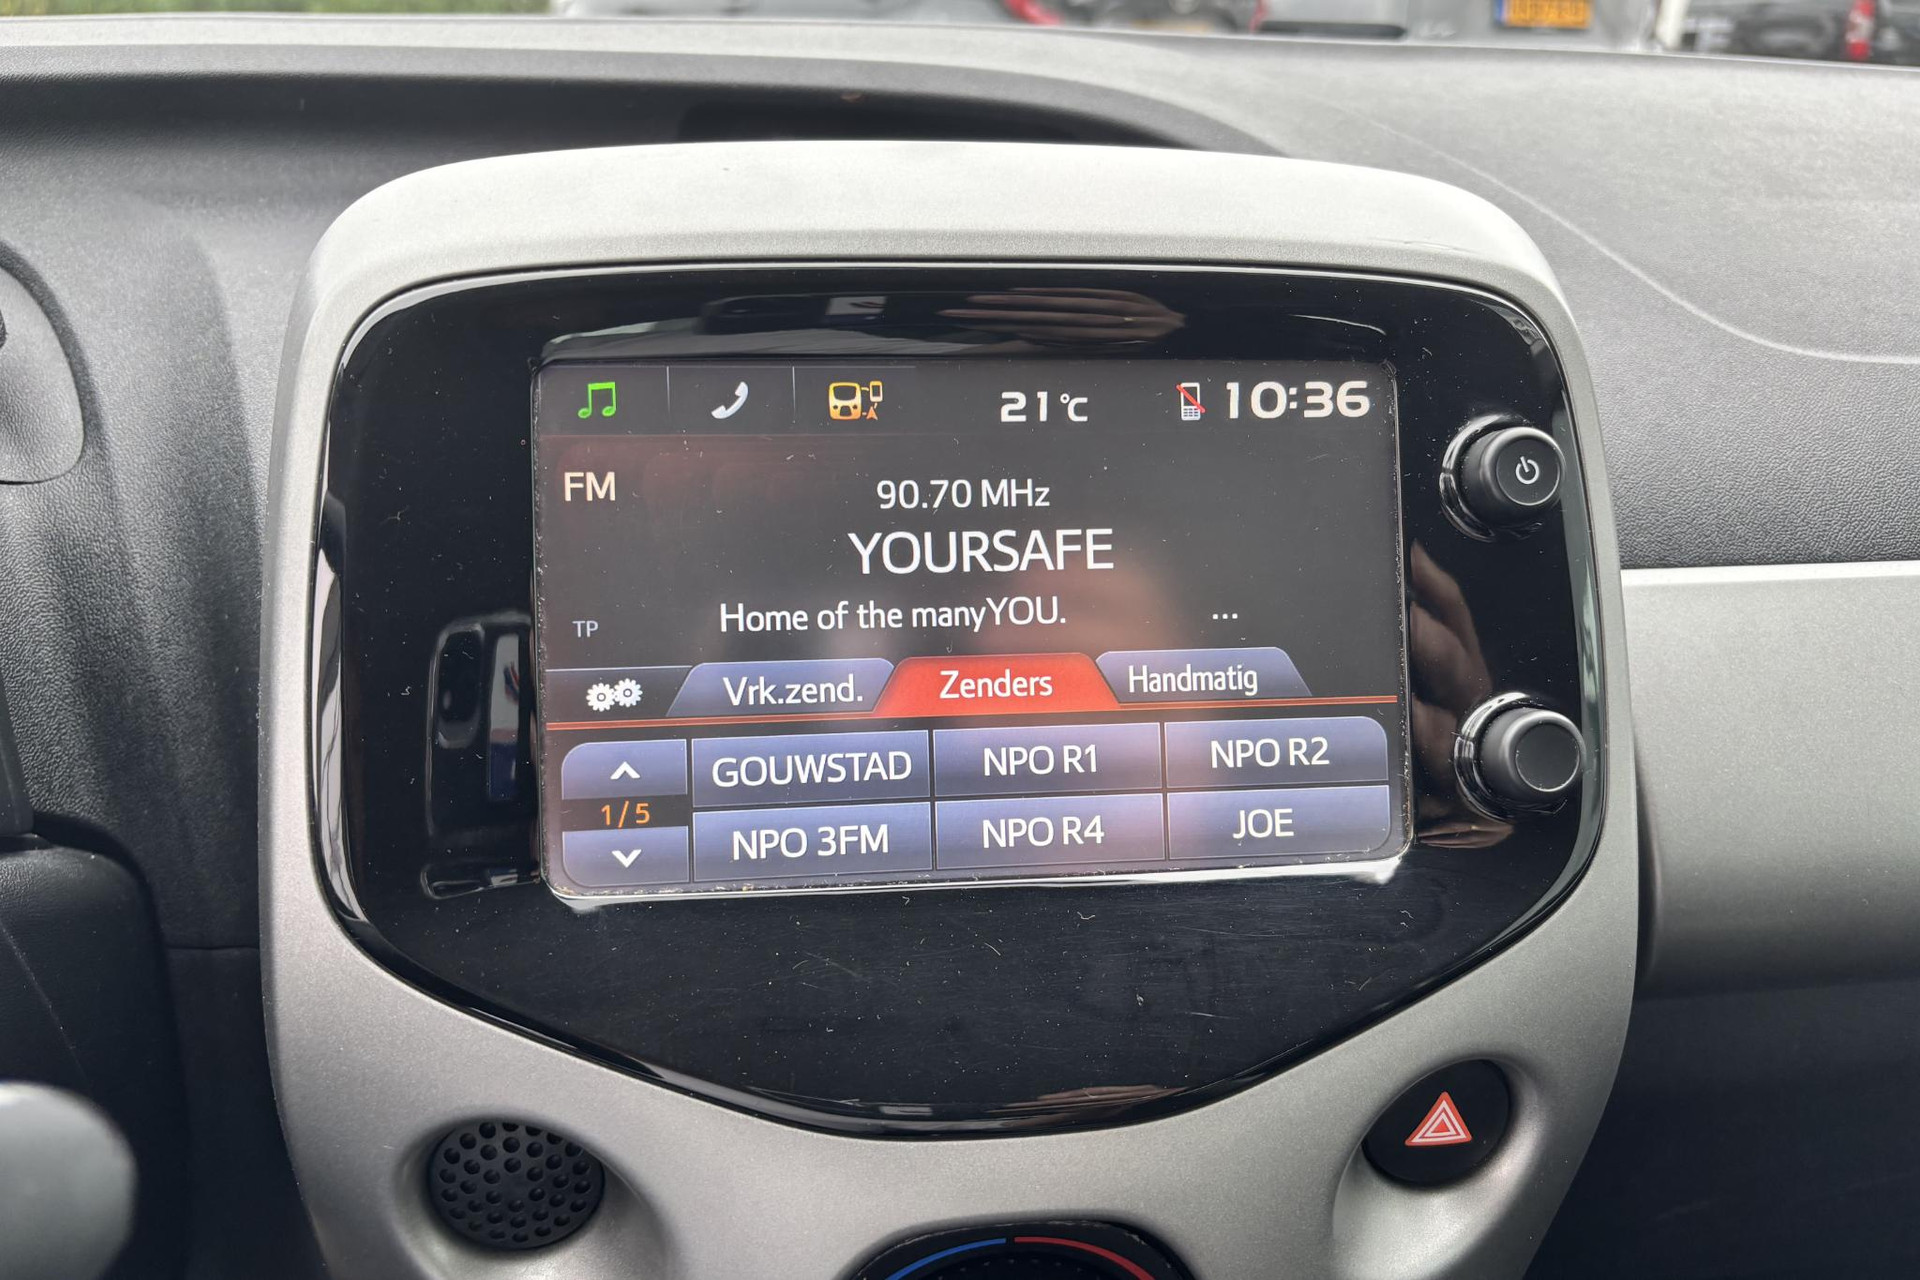 21°C 10:36
FM
90.70 MHz
YOURSAFE
Home of the manyYOU. ...
TP
Vrk.zend. Zenders Handmatig
GOUWSTAD NPO R1 NPO R2
1/5
NPO 3FM NPO R4 JOE